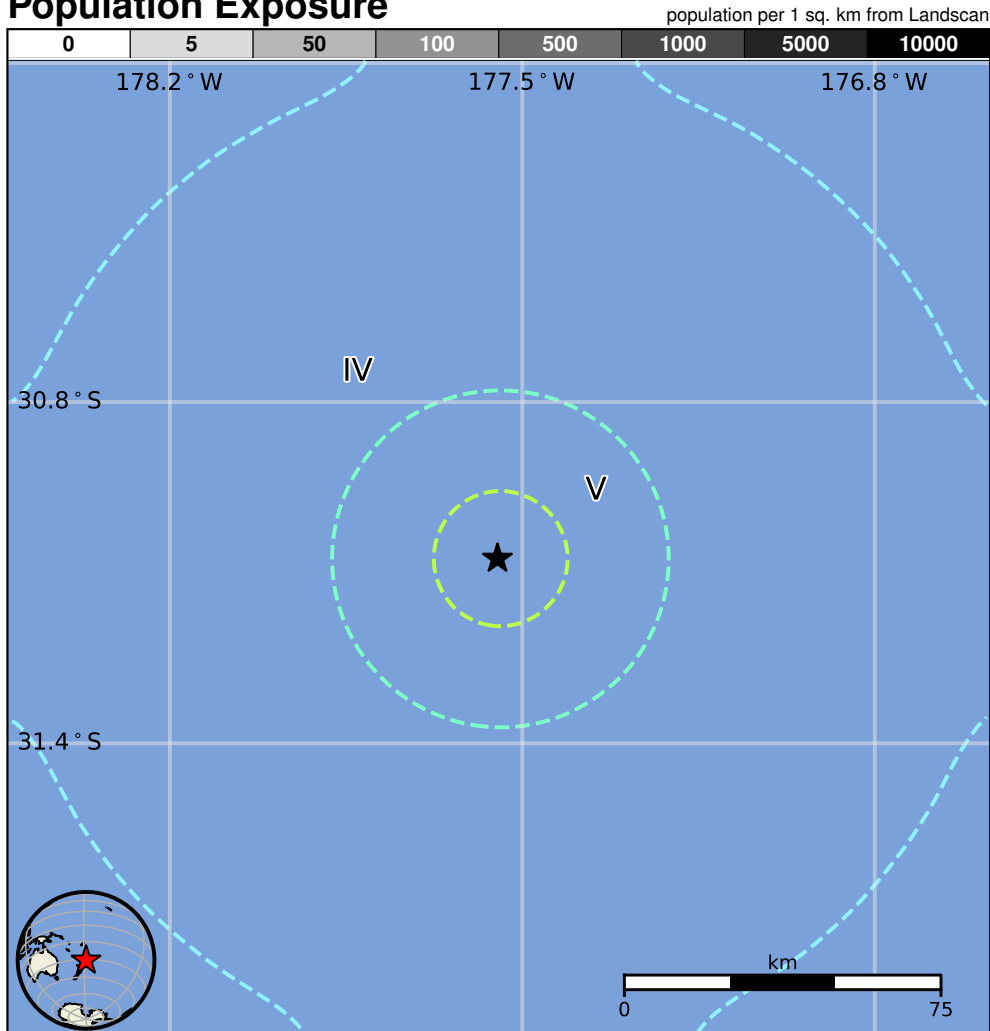 Population Exposure
population per 1 sq. km from Landscan
0 5 50 100 500 1000 5000 10000
178.2°W 177.5°W 176.8°W
IV
30.8°S
V
31.4°S
km
0 75